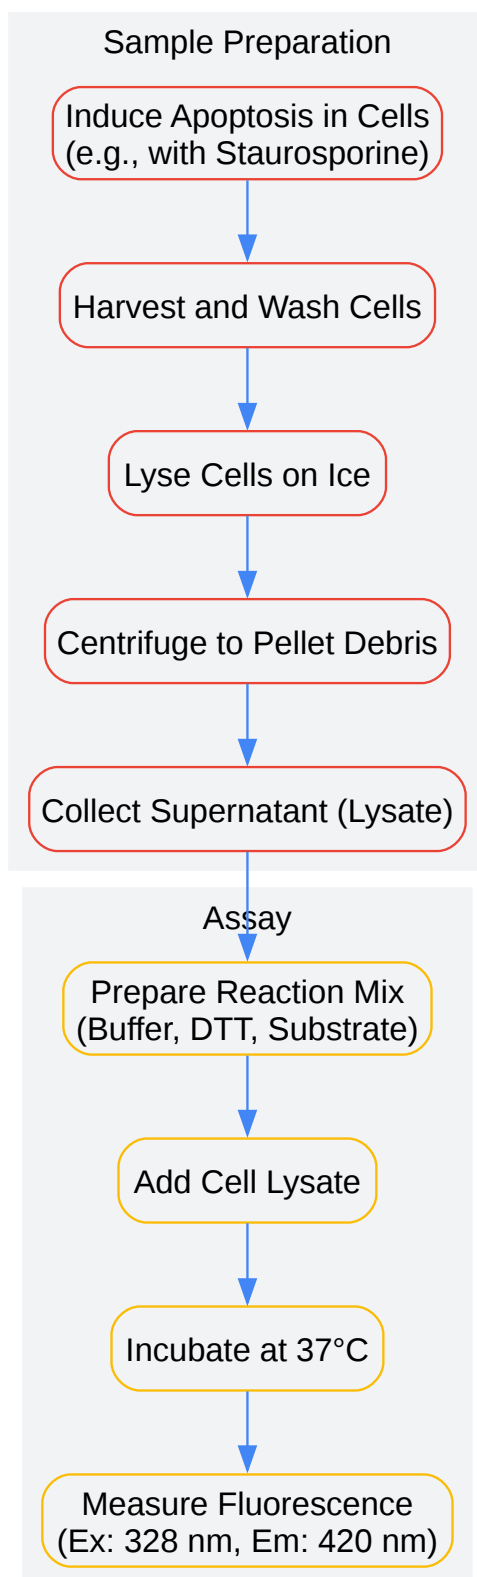 Sample Preparation
Induce Apoptosis in Cells
(e.g., with Staurosporine)
Harvest and Wash Cells
Lyse Cells on Ice
Centrifuge to Pellet Debris
Collect Supernatant (Lysate)
Assay
Prepare Reaction Mix
(Buffer, DTT, Substrate)
Add Cell Lysate
Incubate at 37°C
Measure Fluorescence
(Ex: 328 nm, Em: 420 nm)